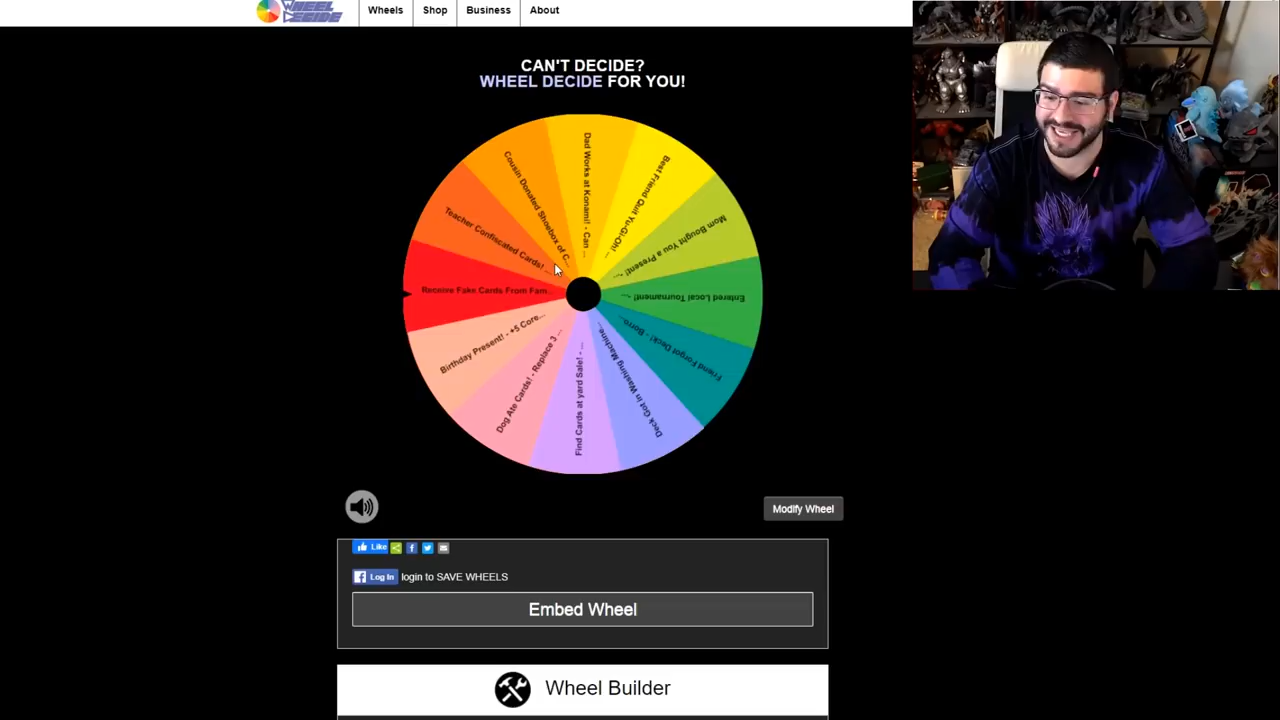 WHEEL
DECIDE
Wheels
Shop
Business
About
CAN'T DECIDE?
WHEEL DECIDE FOR YOU!
Dad Works at Konami! - Can ...
Best Friend Quit Yu-Gi-Oh! ...
Mom Bought You a Present! -...
Entered Local Tournament! -...
Friend Forgot Deck! - Borro...
Deck Got in Washing Machine...
Find Cards at yard Sale! - ...
Dog Ate Cards! - Replace 3 ...
Birthday Present! - +5 Core...
Receive Fake Cards From Fam...
Teacher Confiscated Cards! ...
Cousin Donated Shoebox of C...
Modify Wheel
Like
Log In login to SAVE WHEELS
Embed Wheel
Wheel Builder